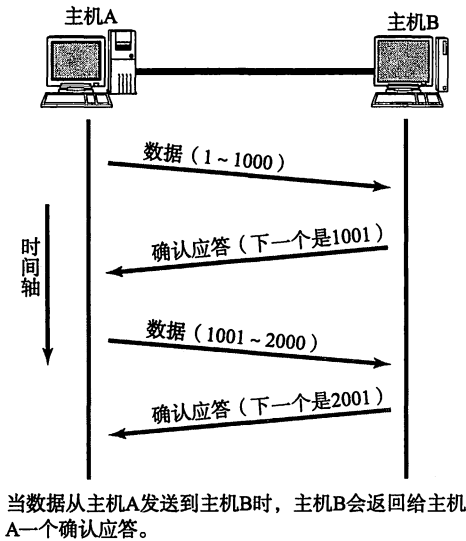 主机A
主机B
数据（1～1000）
确认应答（下一个是1001）
时间轴
数据（1001～2000）
确认应答（下一个是2001）
当数据从主机A发送到主机B时，主机B会返回给主机
A一个确认应答。